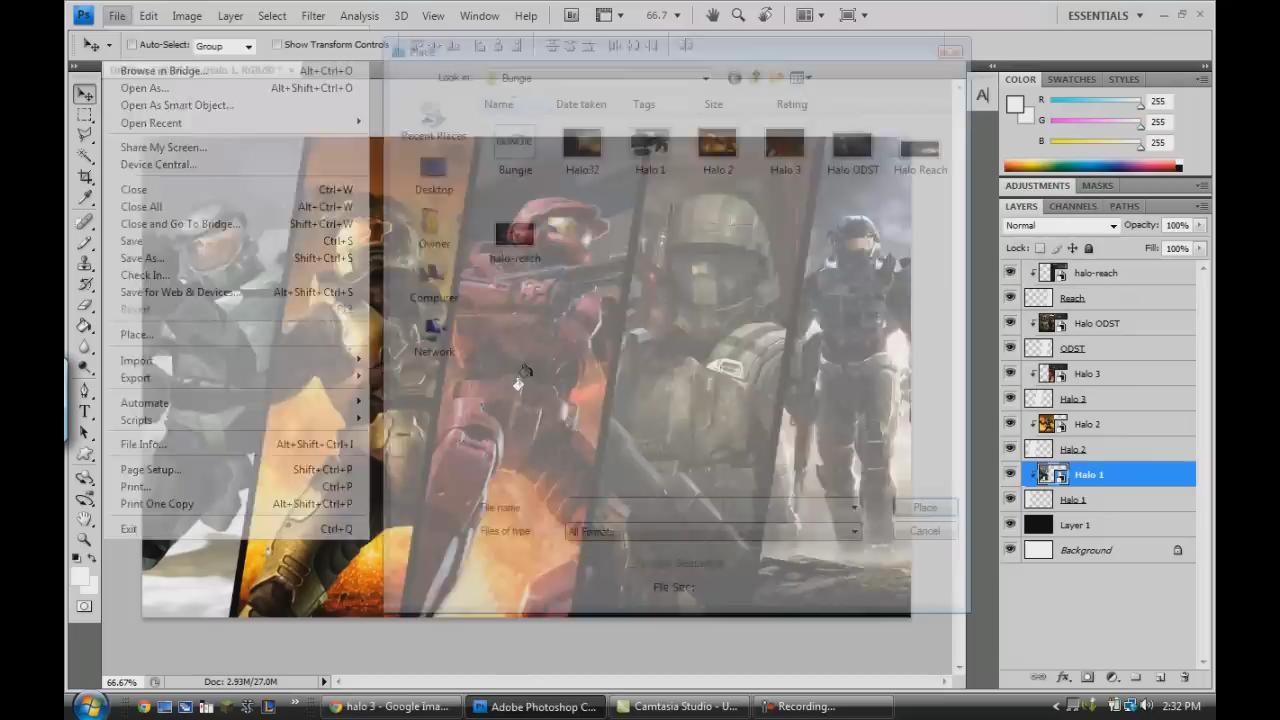 Ps File Edit Image Layer Select Filter Analysis 3D View Window Help Br 66.7 ESSENTIALS
Auto-Select: Group Show Transform Controls
Place
Browse in Bridge... Alt+Ctrl+O
Open As... Alt+Shift+Ctrl+O
Open As Smart Object...
Open Recent
Share My Screen...
Device Central...
Close Ctrl+W
Close All Alt+Ctrl+W
Close and Go To Bridge... Shift+Ctrl+W
Save Ctrl+S
Save As... Shift+Ctrl+S
Check In...
Save for Web & Devices... Alt+Shift+Ctrl+S
Revert F12
Place...
Import
Export
Automate
Scripts
File Info... Alt+Shift+Ctrl+I
Page Setup... Shift+Ctrl+P
Print... Ctrl+P
Print One Copy Alt+Shift+Ctrl+P
Exit Ctrl+Q
Look in: Bungie
Name Date taken Tags Size Rating
Recent Places
Desktop
Owner
Computer
Network
Bungie Halo32 Halo 1 Halo 2 Halo 3 Halo ODST Halo Reach
halo-reach
File name Place
Files of type All Formats Cancel
File Size:
A
COLOR SWATCHES STYLES
R 255
G 255
B 255
ADJUSTMENTS MASKS
LAYERS CHANNELS PATHS
Normal Opacity: 100%
Lock: Fill: 100%
halo-reach
Reach
Halo ODST
ODST
Halo 3
Halo 3
Halo 2
Halo 2
Halo 1
Halo 1
Layer 1
Background
66.67% Doc: 2.93M/27.0M
halo 3 - Google Ima... Adobe Photoshop C... Camtasia Studio - U... Recording... 2:32 PM